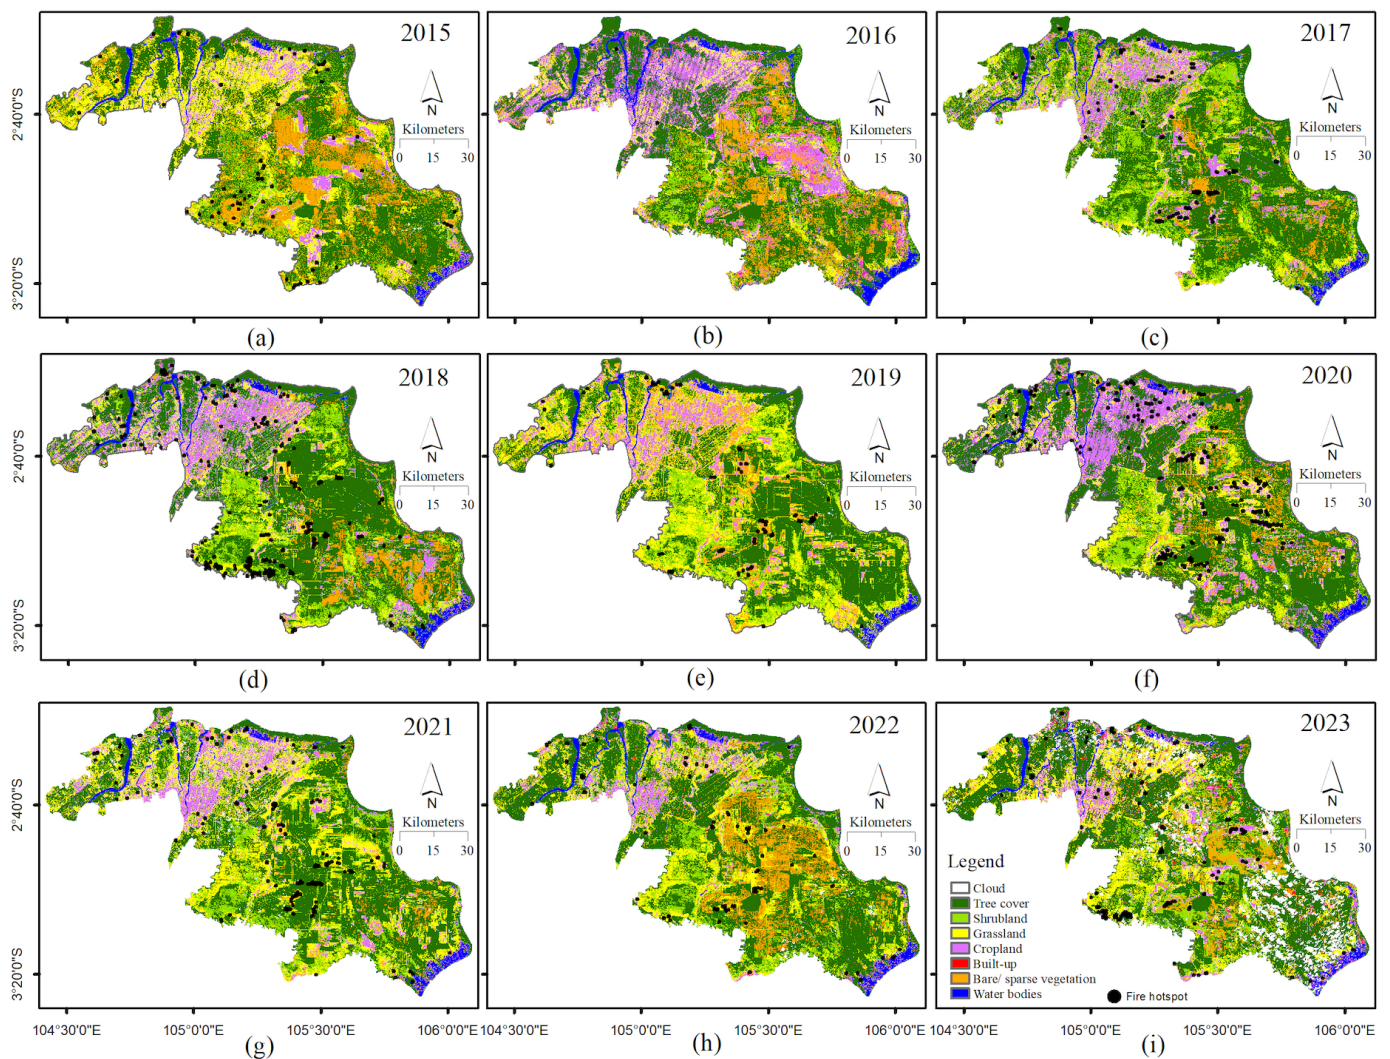 2015
N
Kilometers
0 15 30
2°40'0"S
3°20'0"S
(a)
2016
N
Kilometers
0 15 30
(b)
2017
N
Kilometers
0 15 30
(c)
2018
N
Kilometers
0 15 30
2°40'0"S
3°20'0"S
(d)
2019
N
Kilometers
0 15 30
(e)
2020
N
Kilometers
0 15 30
(f)
2021
N
Kilometers
0 15 30
2°40'0"S
3°20'0"S
104°30'0"E 105°0'0"E 105°30'0"E 106°0'0"E
(g)
2022
N
Kilometers
0 15 30
104°30'0"E 105°0'0"E 105°30'0"E 106°0'0"E
(h)
2023
N
Kilometers
0 15 30
Legend
Cloud
Tree cover
Shrubland
Grassland
Cropland
Built-up
Bare/ sparse vegetation
Water bodies
Fire hotspot
104°30'0"E 105°0'0"E 105°30'0"E 106°0'0"E
(i)